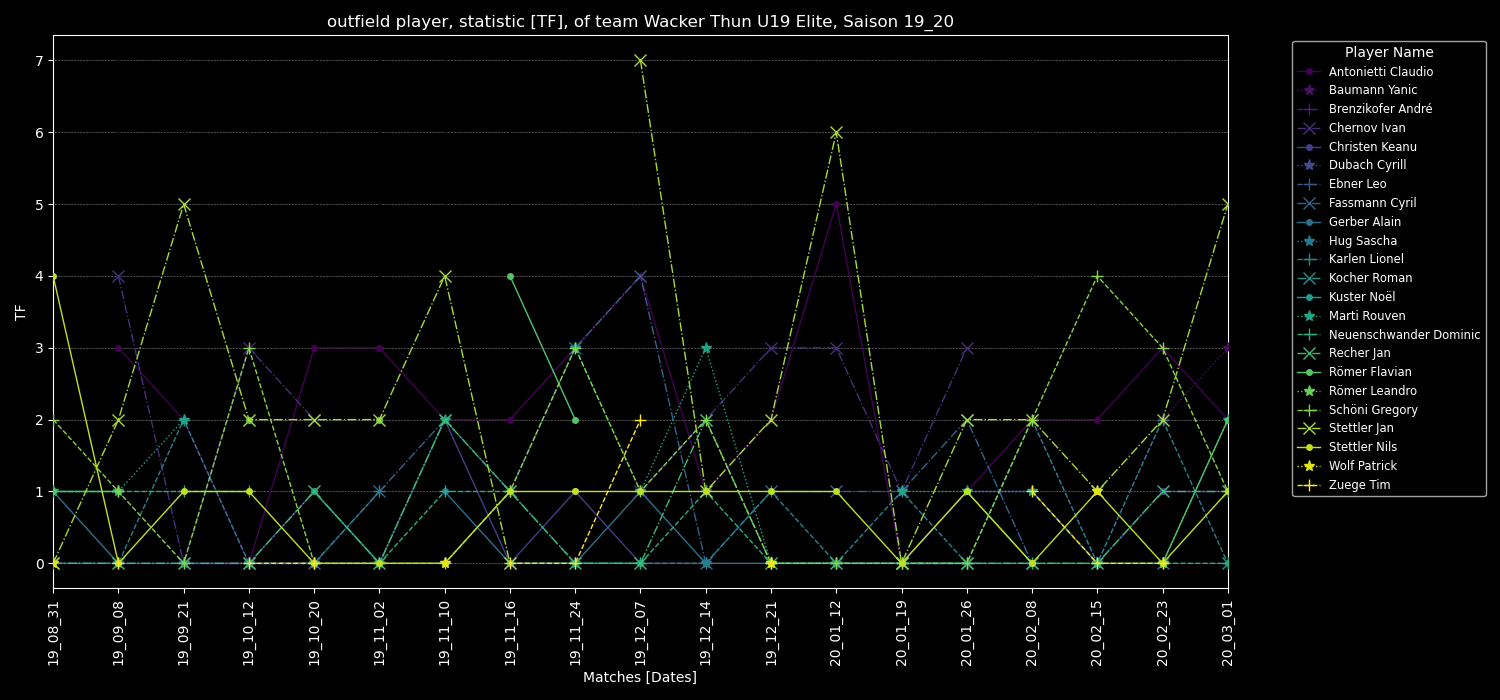 outfield player, statistic [TF], of team Wacker Thun U19 Elite, Saison 19_20
TF
7
6
5
4
3
2
1
0
19_08_31
19_09_08
19_09_21
19_10_12
19_10_20
19_11_02
19_11_10
19_11_16
19_11_24
19_12_07
19_12_14
19_12_21
20_01_12
20_01_19
20_01_26
20_02_08
20_02_15
20_02_23
20_03_01
Matches [Dates]
Player Name
Antonietti Claudio
Baumann Yanic
Brenzikofer André
Chernov Ivan
Christen Keanu
Dubach Cyrill
Ebner Leo
Fassmann Cyril
Gerber Alain
Hug Sascha
Karlen Lionel
Kocher Roman
Kuster Noël
Marti Rouven
Neuenschwander Dominic
Recher Jan
Römer Flavian
Römer Leandro
Schöni Gregory
Stettler Jan
Stettler Nils
Wolf Patrick
Zuege Tim